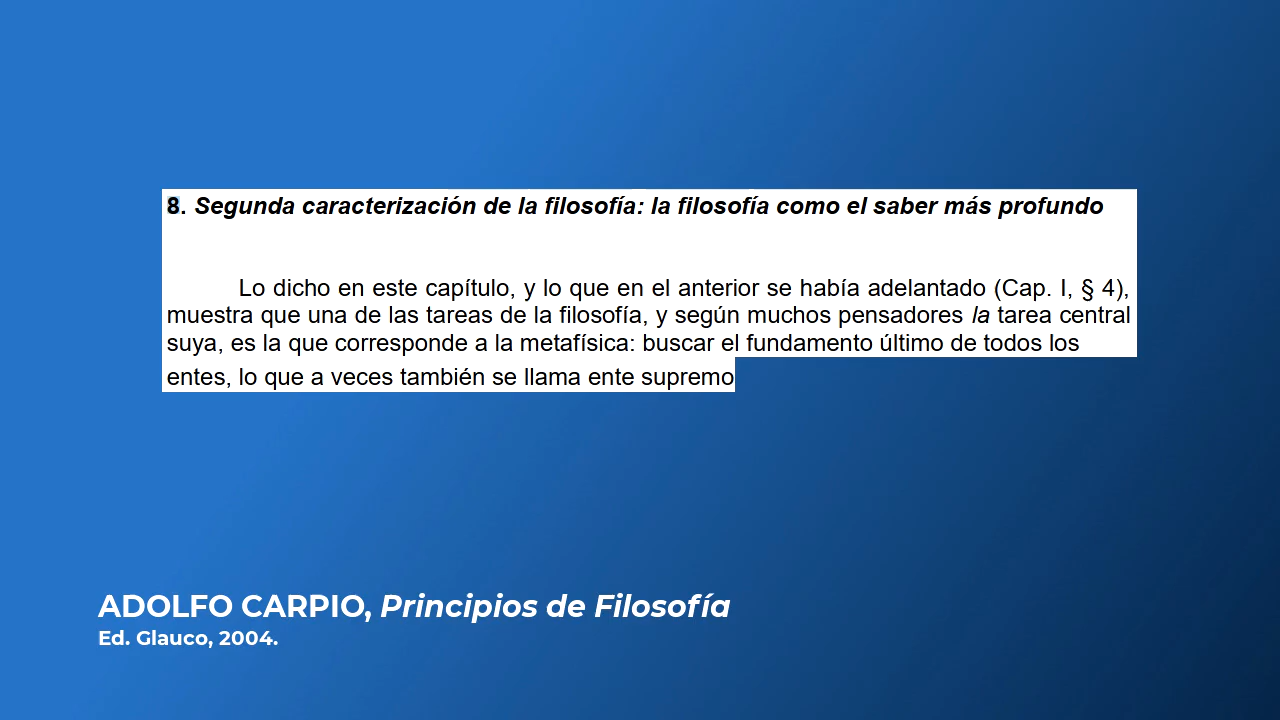 8. Segunda caracterización de la filosofía: la filosofía como el saber más profundo
Lo dicho en este capítulo, y lo que en el anterior se había adelantado (Cap. I, § 4),
muestra que una de las tareas de la filosofía, y según muchos pensadores la tarea central
suya, es la que corresponde a la metafísica: buscar el fundamento último de todos los
entes, lo que a veces también se llama ente supremo
ADOLFO CARPIO, Principios de Filosofía
Ed. Glauco, 2004.